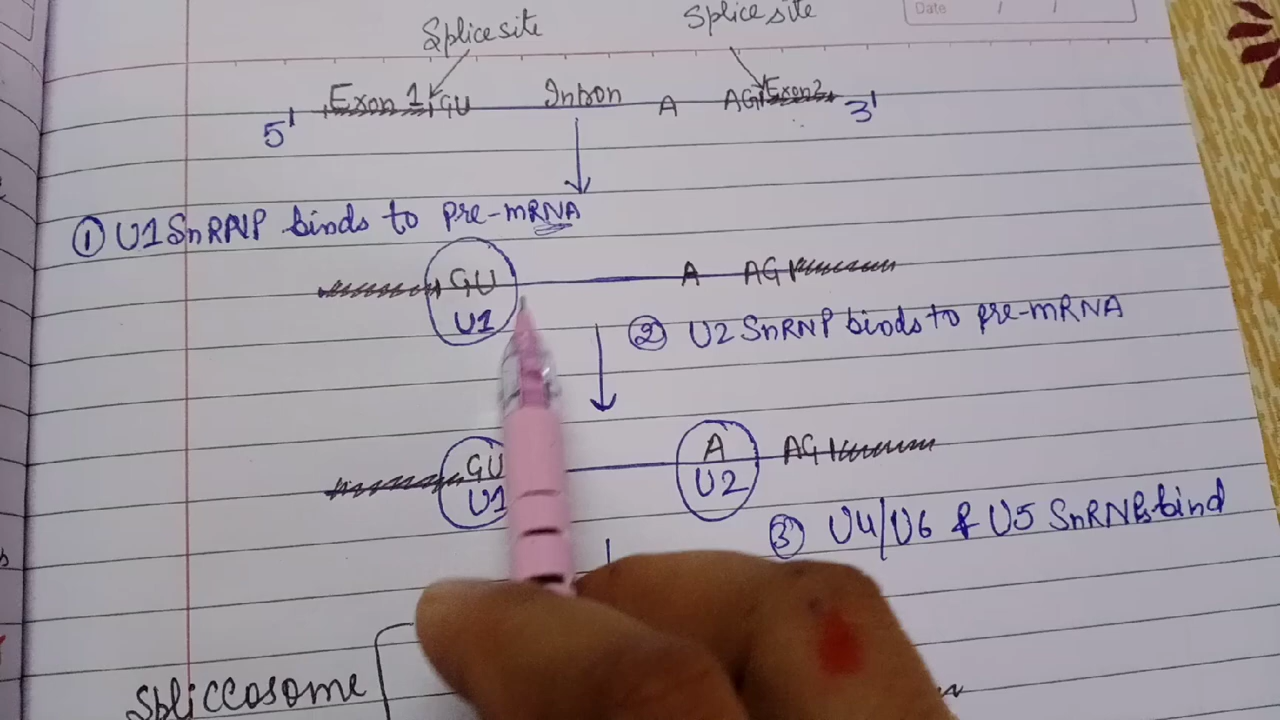 Date / /
Splice site Splice site
5' Exon 1 GU Intron A AG Exon 2 3'
① U1 SnRNP binds to Pre-mRNA
GU A AG
U1
② U2 SnRNP binds to pre-mRNA
GU A AG
U1 U2
③ U4/U6 & U5 SnRNPs bind
Spliceosome